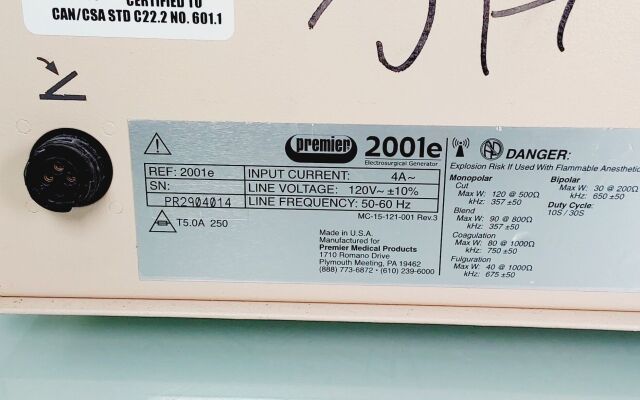 CERTIFIED TO
CAN/CSA STD C22.2 NO. 601.1
premier 2001e
Electrosurgical Generator
REF: 2001e
SN: PR2904014
T5.0A 250
INPUT CURRENT: 4A~
LINE VOLTAGE: 120V~ ±10%
LINE FREQUENCY: 50-60 Hz
MC-15-121-001 Rev.3
Made in U.S.A.
Manufactured for
Premier Medical Products
1710 Romano Drive
Plymouth Meeting, PA 19462
(888) 773-6872 • (610) 239-6000
DANGER:
Explosion Risk If Used With Flammable Anesthetic
Monopolar
Cut
Max W: 120 @ 500Ω
kHz: 357 ±50
Blend
Max W: 90 @ 800Ω
kHz: 357 ±50
Coagulation
Max W: 80 @ 1000Ω
kHz: 750 ±50
Fulguration
Max W: 40 @ 1000Ω
kHz: 675 ±50
Bipolar
Max W: 30 @ 200Ω
kHz: 650 ±50
Duty Cycle:
10S / 30S